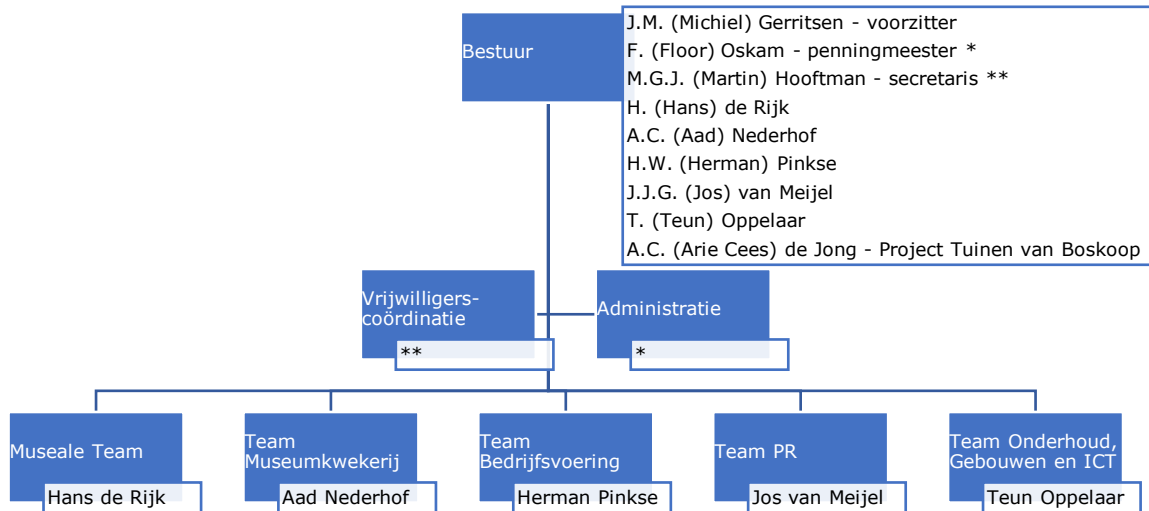 Bestuur
J.M. (Michiel) Gerritsen - voorzitter
F. (Floor) Oskam - penningmeester *
M.G.J. (Martin) Hooftman - secretaris **
H. (Hans) de Rijk
A.C. (Aad) Nederhof
H.W. (Herman) Pinkse
J.J.G. (Jos) van Meijel
T. (Teun) Oppelaar
A.C. (Arie Cees) de Jong - Project Tuinen van Boskoop
Vrijwilligers-
coördinatie
**
Administratie
*
Museale Team
Hans de Rijk
Team
Museumkwekerij
Aad Nederhof
Team
Bedrijfsvoering
Herman Pinkse
Team PR
Jos van Meijel
Team Onderhoud,
Gebouwen en ICT
Teun Oppelaar